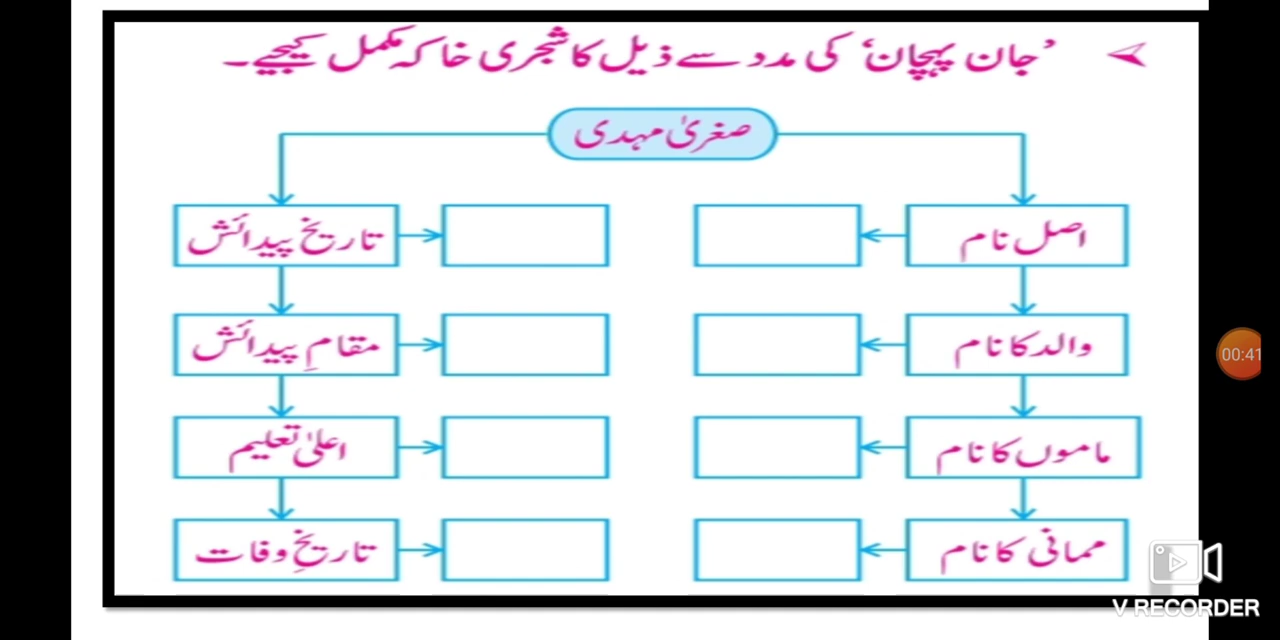 ’جان پہچان‘ کی مدد سے ذیل کا شجری خاکہ مکمل کیجیے۔
صغریٰ مہدی
اصل نام
تاریخِ پیدائش
والد کا نام
مقامِ پیدائش
00:41
ماموں کا نام
اعلیٰ تعلیم
ممانی کا نام
تاریخِ وفات
V RECORDER